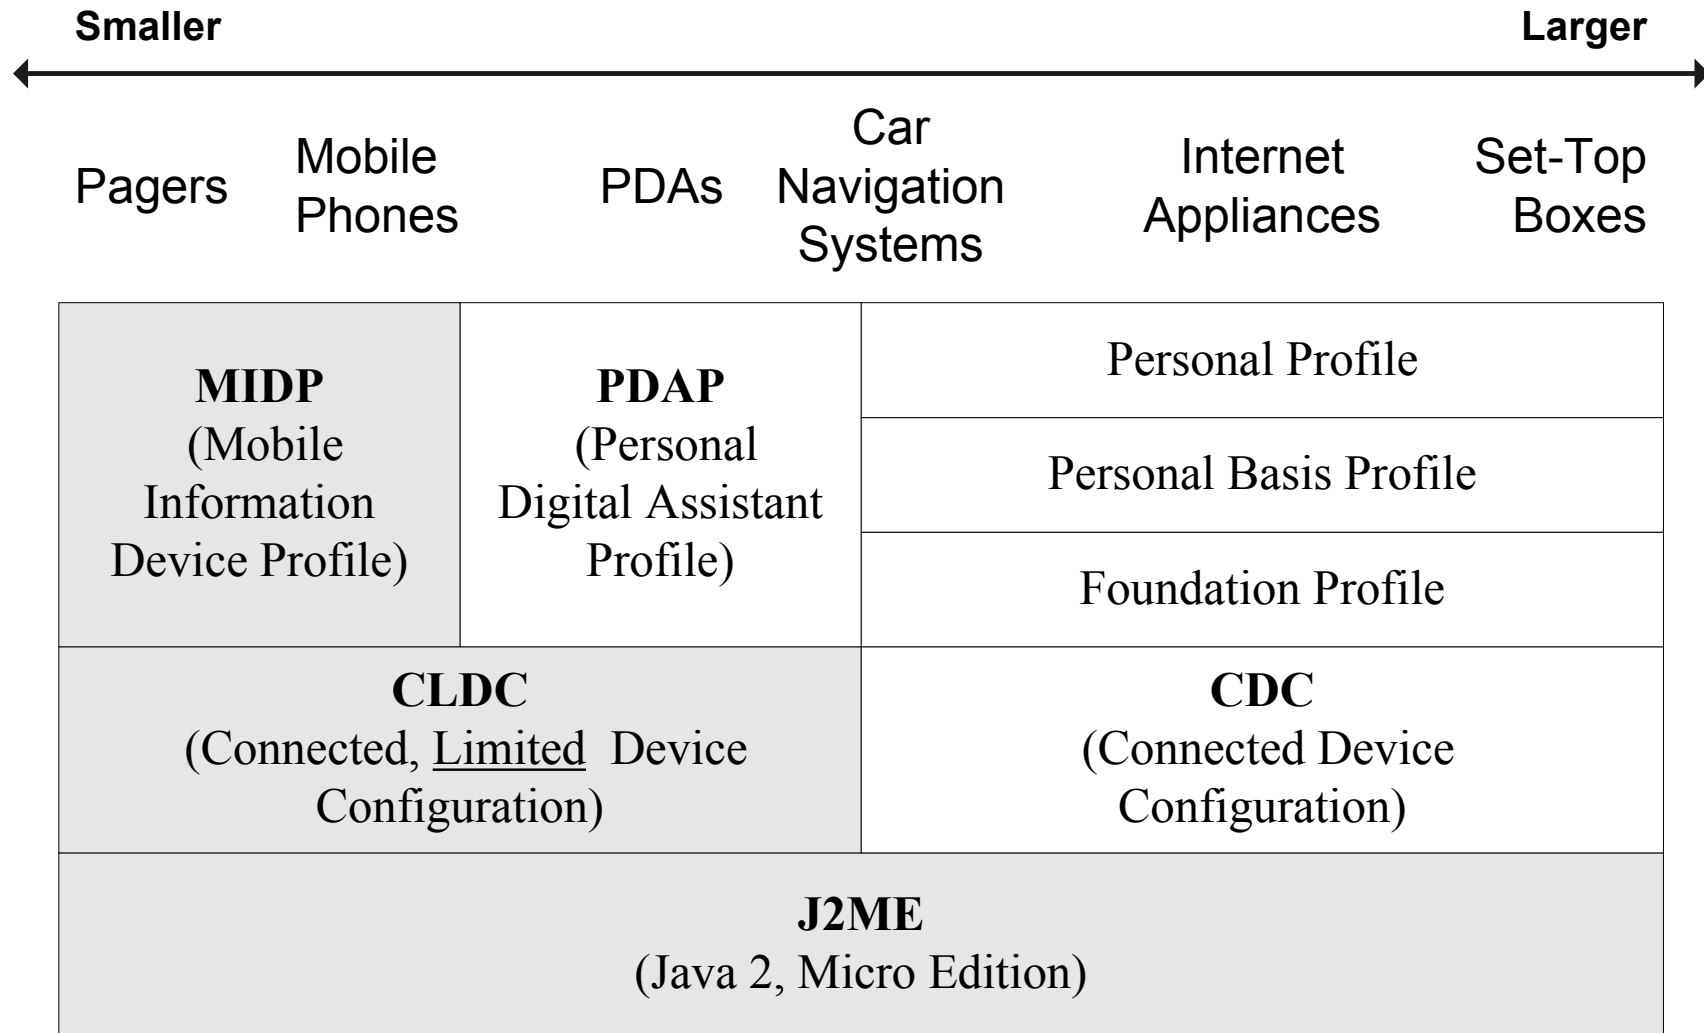 Smaller
Larger
Pagers
Mobile
Phones
PDAs
Car
Navigation
Systems
Internet
Appliances
Set-Top
Boxes
MIDP
(Mobile
Information
Device Profile)
PDAP
(Personal
Digital Assistant
Profile)
Personal Profile
Personal Basis Profile
Foundation Profile
CLDC
(Connected, Limited Device
Configuration)
CDC
(Connected Device
Configuration)
J2ME
(Java 2, Micro Edition)